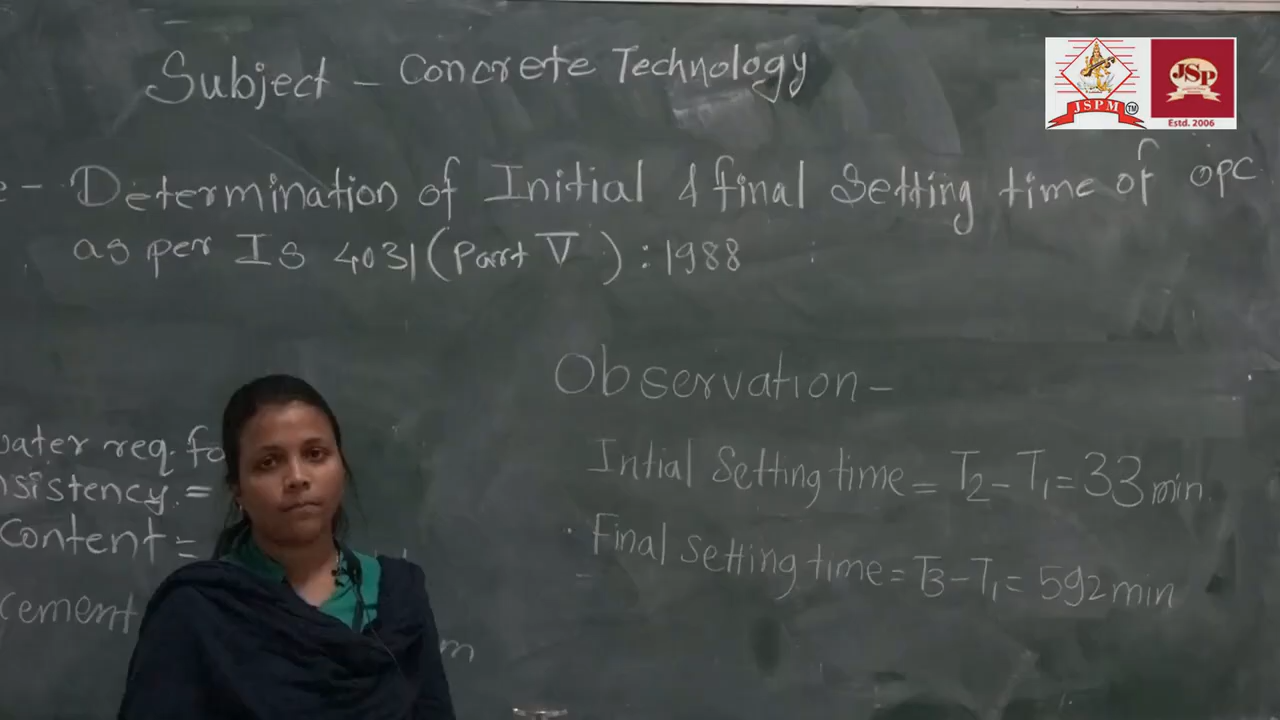 Subject - Concrete Technology
JSPM TM
JSP
Estd. 2006
- Determination of Initial & final Setting time of OPC
as per IS 4031 (Part V) : 1988
Observation -
water req. fo
Intial Setting time = T2 - T1 = 33 min
nsistency =
Final Setting time = T3 - T1 = 592 min
Content =
cement
m